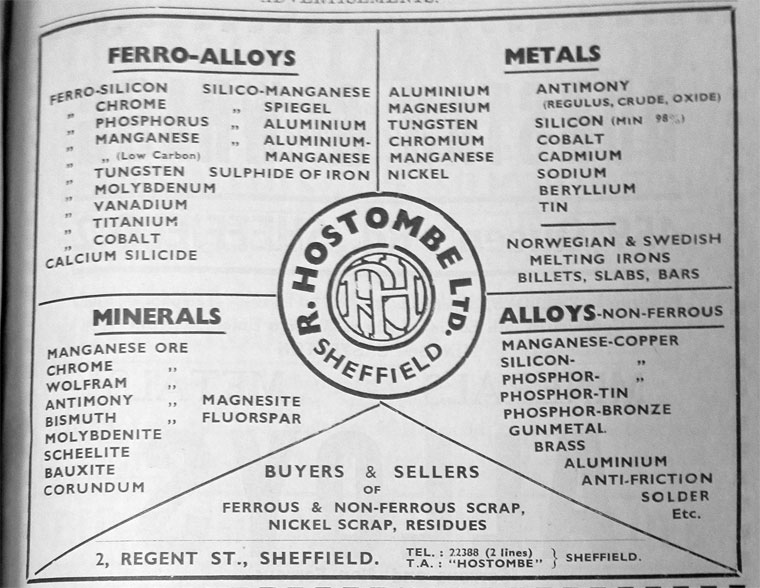 ADVERTISEMENTS.
FERRO-ALLOYS
FERRO-SILICON
„ CHROME
„ PHOSPHORUS
„ MANGANESE
„ „ (Low Carbon)
„ TUNGSTEN
„ MOLYBDENUM
„ VANADIUM
„ TITANIUM
„ COBALT
CALCIUM SILICIDE
SILICO-MANGANESE
„ SPIEGEL
„ ALUMINIUM
„ ALUMINIUM-
MANGANESE
SULPHIDE OF IRON
METALS
ALUMINIUM
MAGNESIUM
TUNGSTEN
CHROMIUM
MANGANESE
NICKEL
ANTIMONY
(REGULUS, CRUDE, OXIDE)
SILICON (MIN 98%)
COBALT
CADMIUM
SODIUM
BERYLLIUM
TIN
NORWEGIAN & SWEDISH
MELTING IRONS
BILLETS, SLABS, BARS
R. HOSTOMBE LTD.
SHEFFIELD
MINERALS
MANGANESE ORE
CHROME „
WOLFRAM „
ANTIMONY „
BISMUTH „
MOLYBDENITE
SCHEELITE
BAUXITE
CORUNDUM
MAGNESITE
FLUORSPAR
ALLOYS-NON-FERROUS
MANGANESE-COPPER
SILICON- „
PHOSPHOR- „
PHOSPHOR-TIN
PHOSPHOR-BRONZE
GUNMETAL
BRASS
ALUMINIUM
ANTI-FRICTION
SOLDER
Etc.
BUYERS & SELLERS
OF
FERROUS & NON-FERROUS SCRAP,
NICKEL SCRAP, RESIDUES
2, REGENT ST., SHEFFIELD.
TEL. : 22388 (2 lines)
T.A. : "HOSTOMBE"
} SHEFFIELD.